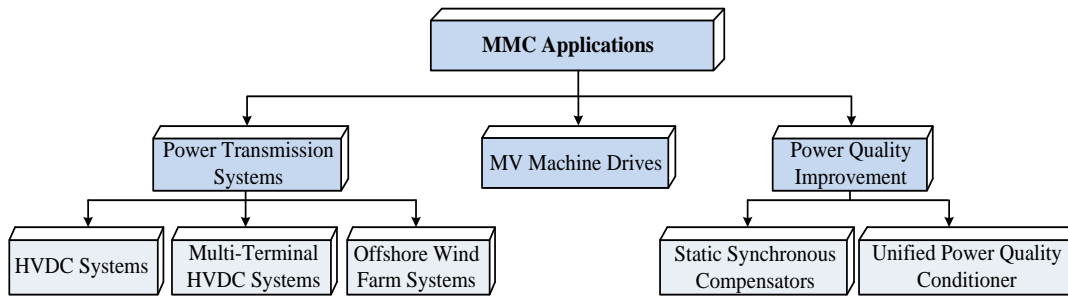 MMC Applications
Power Transmission
Systems
MV Machine Drives
Power Quality
Improvement
HVDC Systems
Multi-Terminal
HVDC Systems
Offshore Wind
Farm Systems
Static Synchronous
Compensators
Unified Power Quality
Conditioner